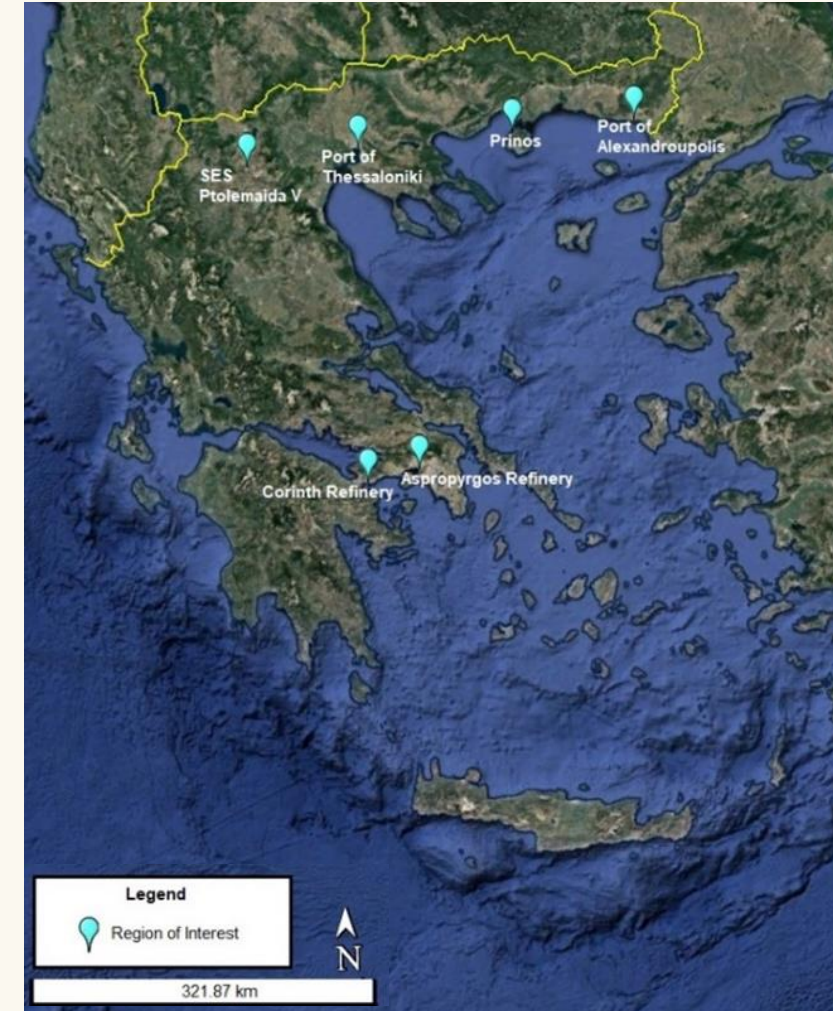 Prinos
Port of
Alexandroupolis
Port of
Thessaloniki
SES
Ptolemaida V
Corinth Refinery
Aspropyrgos Refinery
Legend
Region of Interest
N
321.87 km